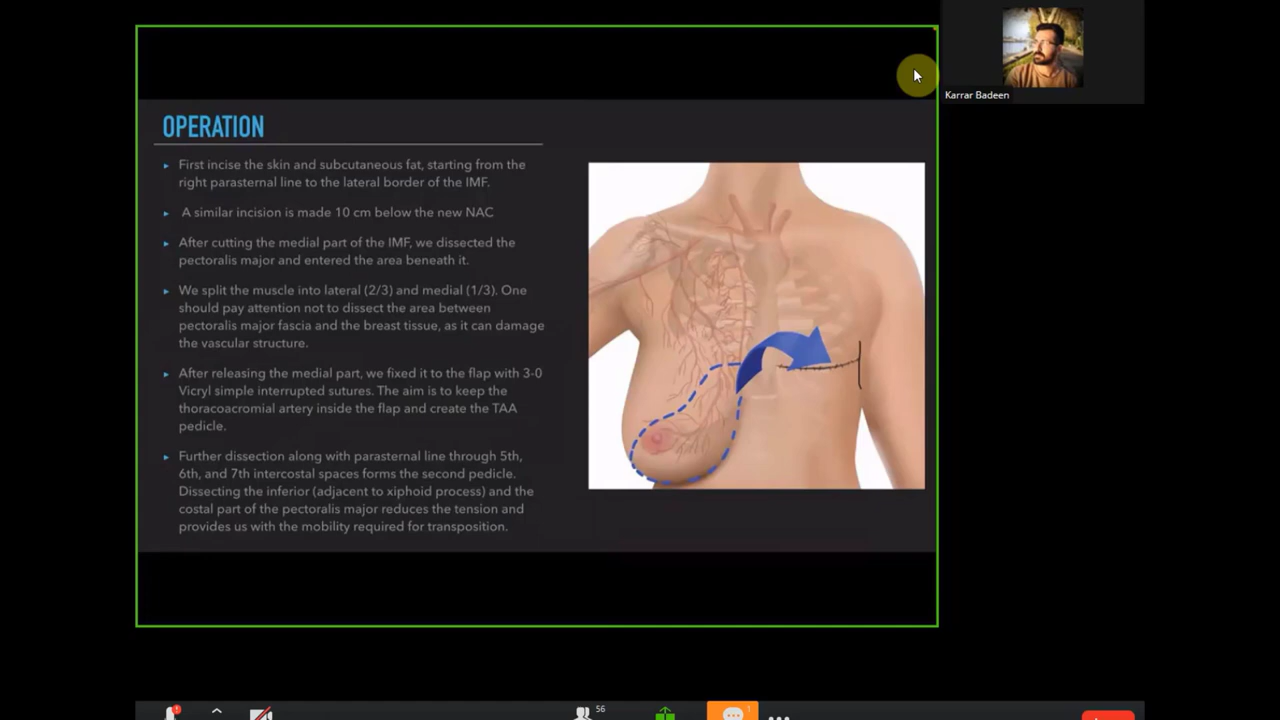 OPERATION
First incise the skin and subcutaneous fat, starting from the
right parasternal line to the lateral border of the IMF.
A similar incision is made 10 cm below the new NAC
After cutting the medial part of the IMF, we dissected the
pectoralis major and entered the area beneath it.
We split the muscle into lateral (2/3) and medial (1/3). One
should pay attention not to dissect the area between
pectoralis major fascia and the breast tissue, as it can damage
the vascular structure.
After releasing the medial part, we fixed it to the flap with 3-0
Vicryl simple interrupted sutures. The aim is to keep the
thoracoacromial artery inside the flap and create the TAA
pedicle.
Further dissection along with parasternal line through 5th,
6th, and 7th intercostal spaces forms the second pedicle.
Dissecting the inferior (adjacent to xiphoid process) and the
costal part of the pectoralis major reduces the tension and
provides us with the mobility required for transposition.
Karrar Badeen
56
1